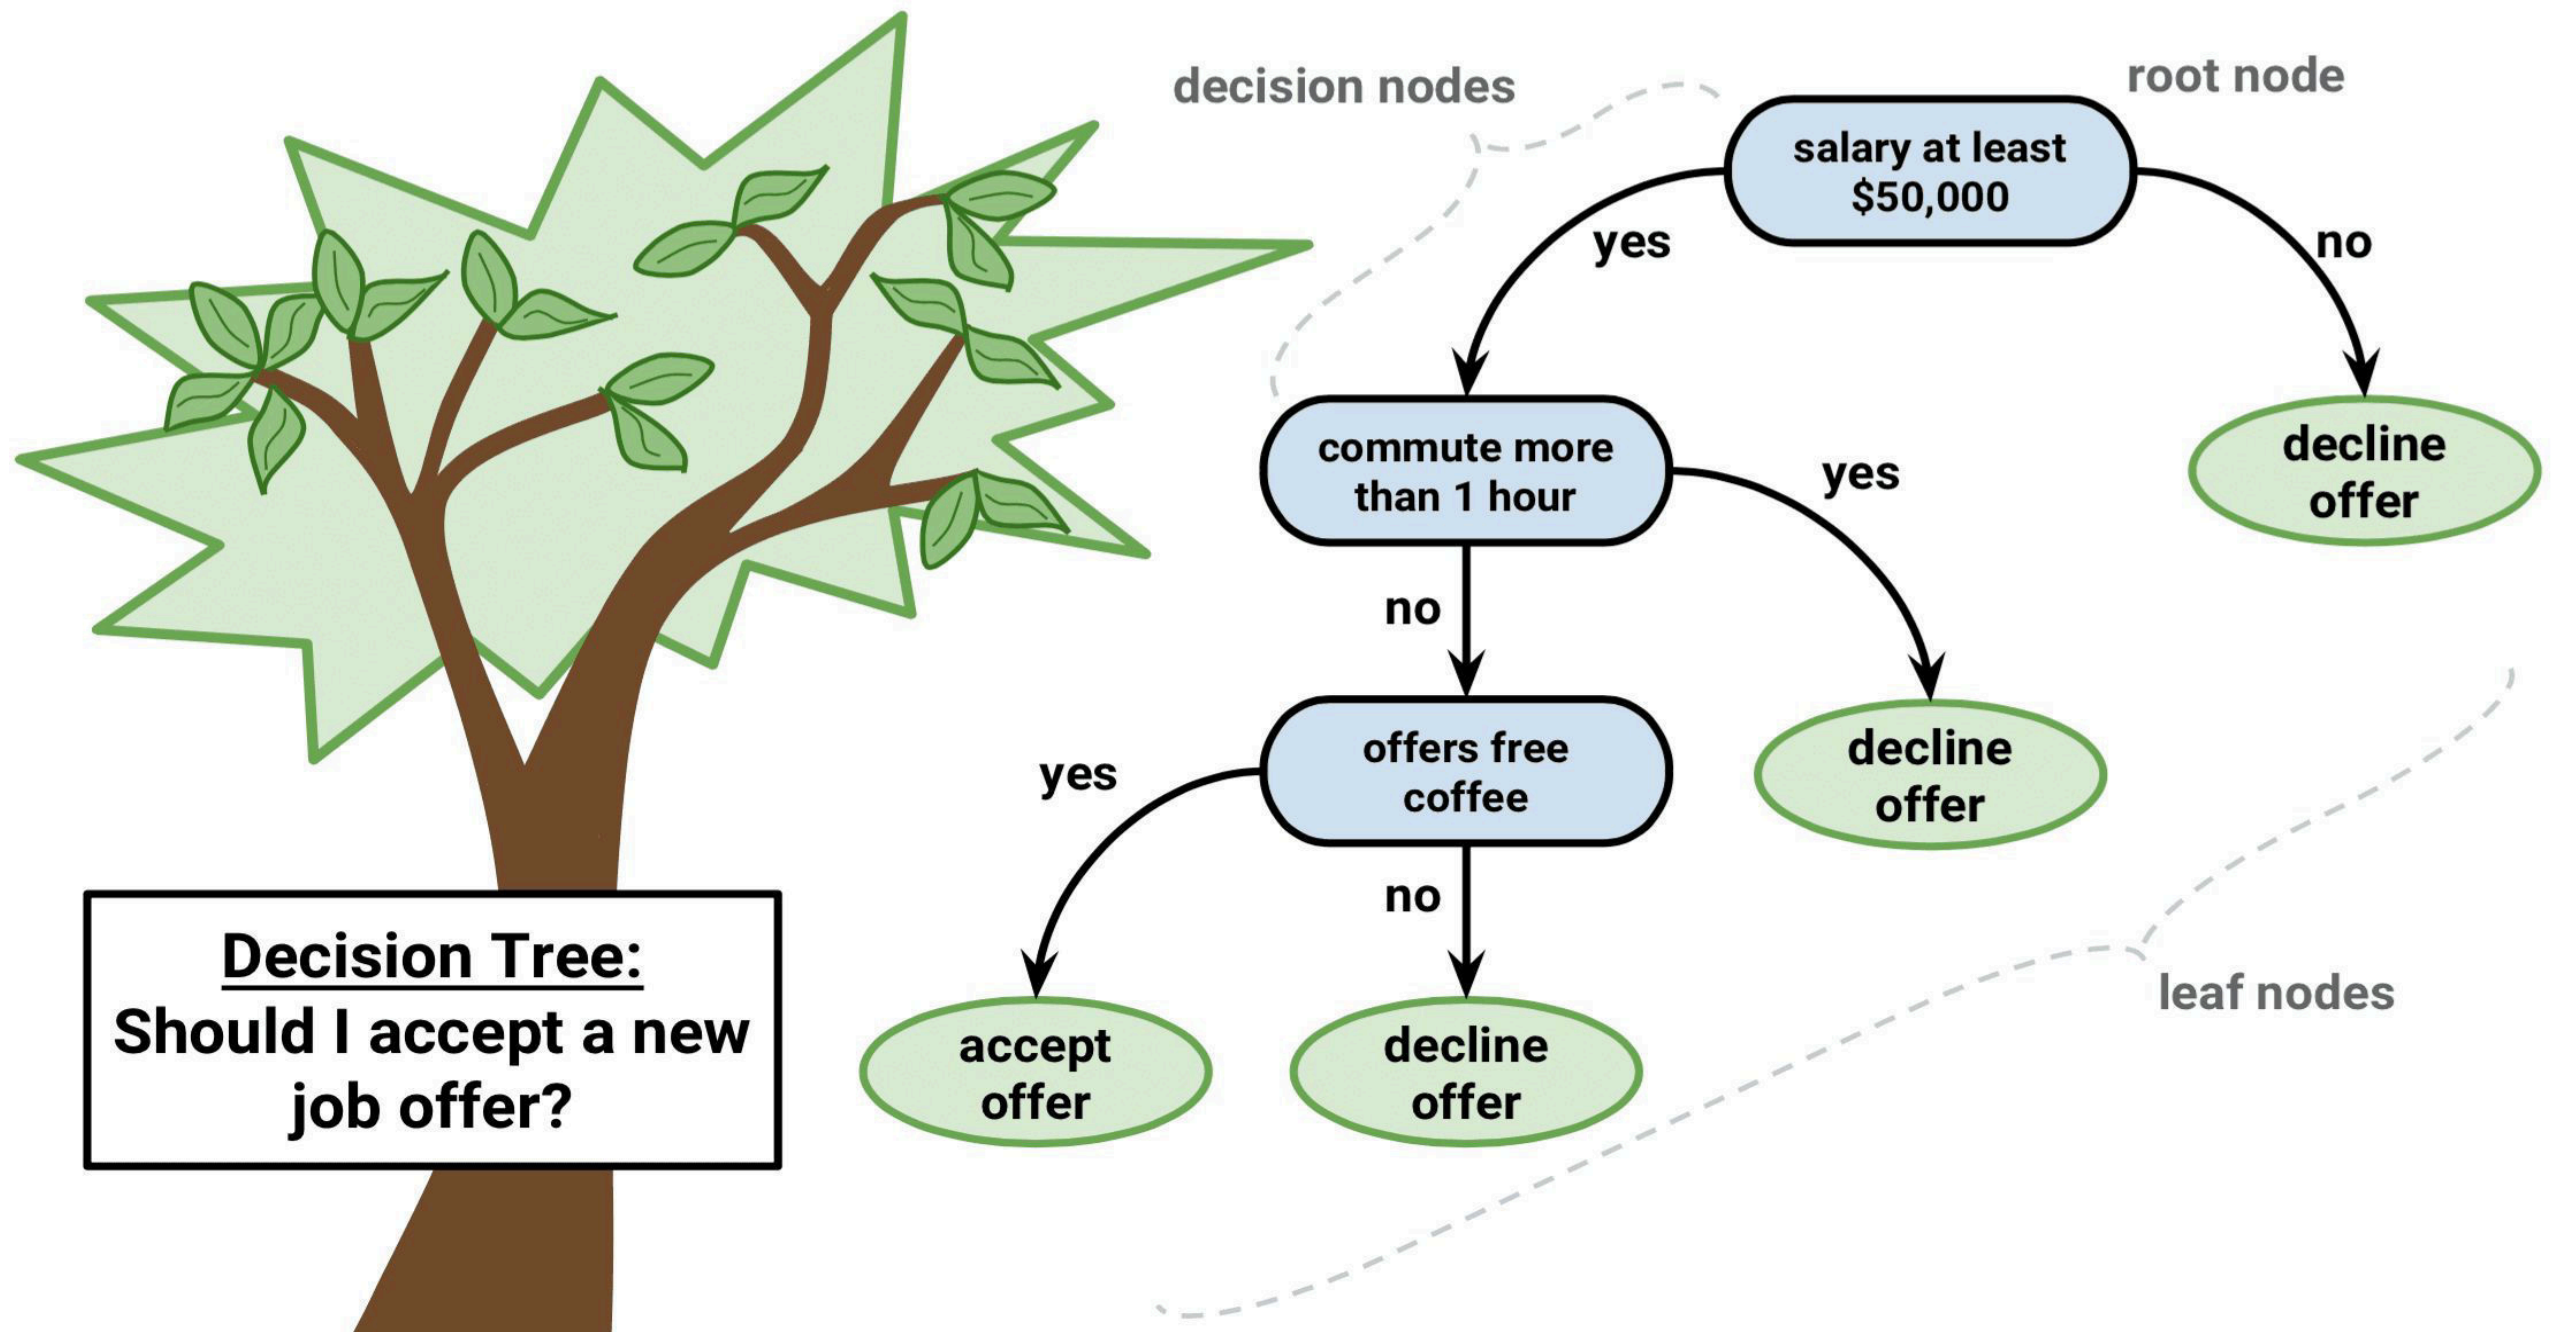 decision nodes
root node
salary at least
$50,000
yes
no
commute more
than 1 hour
yes
decline
offer
no
offers free
coffee
yes
decline
offer
no
Decision Tree:
Should I accept a new
job offer?
accept
offer
decline
offer
leaf nodes